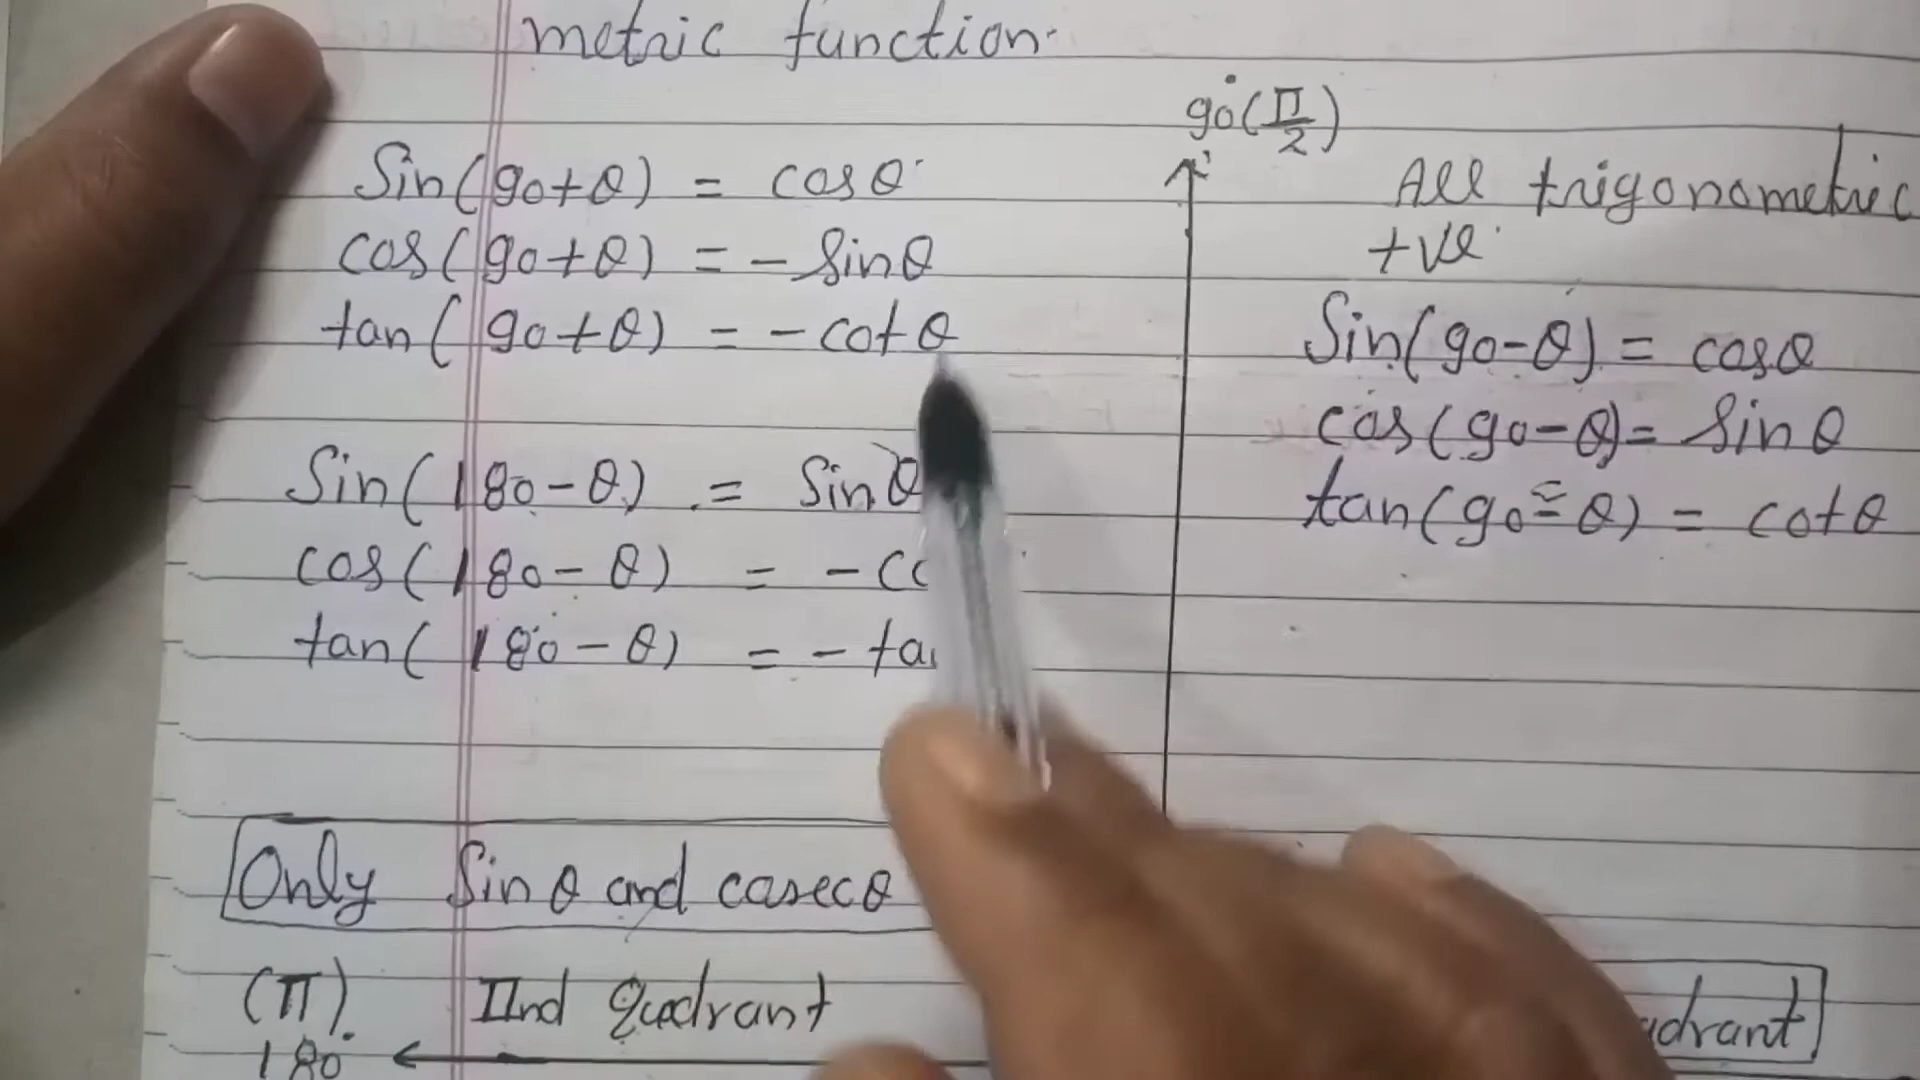 metric function.
Sin(90+θ) = cosθ
cos(90+θ) = - sinθ
tan(90+θ) = - cotθ
Sin(180-θ) = sinθ
cos(180-θ) = -
tan(180-θ) = -
Only sinθ and cosecθ
(π) IInd Quadrant
180°
90°(π/2)
All trigonometric
+ve
Sin(90-θ) = cosθ
cos(90-θ) = sinθ
tan(90-θ) = cotθ